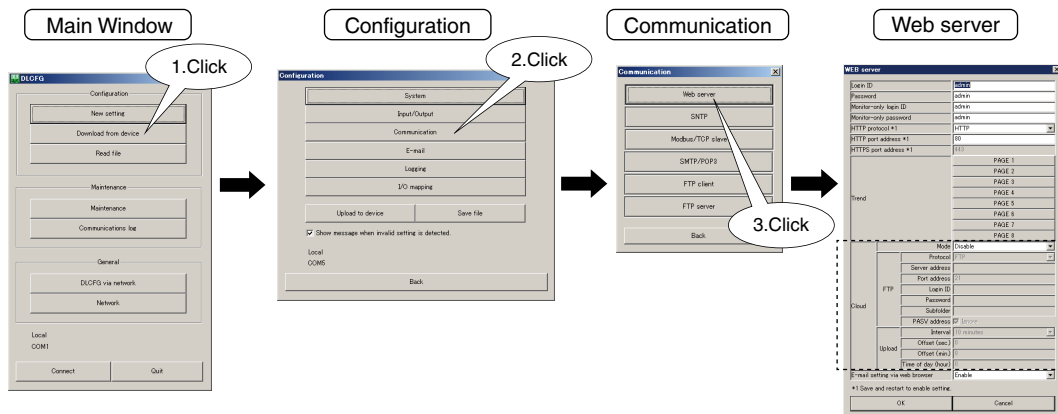 Main Window
Configuration
Communication
Web server
1.Click
2.Click
3.Click
DLCFG
Configuration
New setting
Download from device
Read file
Maintenance
Maintenance
Communications log
General
DLCFG via network
Network
Local
COM1
Connect
Quit
Configuration
System
Input/Output
Communication
E-mail
Logging
I/O mapping
Upload to device
Save file
Show message when invalid setting is detected.
Local
COM5
Back
Communication
Web server
SNTP
Modbus/TCP slave
SMTP/POP3
FTP client
FTP server
Back
WEB server
Login ID admin
Password admin
Monitor-only login ID admin
Monitor-only password admin
HTTP protocol *1 HTTP
HTTP port address *1 80
HTTPS port address *1 443
Trend
PAGE 1
PAGE 2
PAGE 3
PAGE 4
PAGE 5
PAGE 6
PAGE 7
PAGE 8
Cloud
Mode Disable
FTP
Protocol FTP
Server address
Port address 21
Login ID
Password
Subfolder
PASV address
Upload
Interval 10 minutes
Offset (sec.) 0
Offset (min.) 0
Time of day (hour) 0
E-mail setting via web browser Enable
*1 Save and restart to enable setting.
OK
Cancel